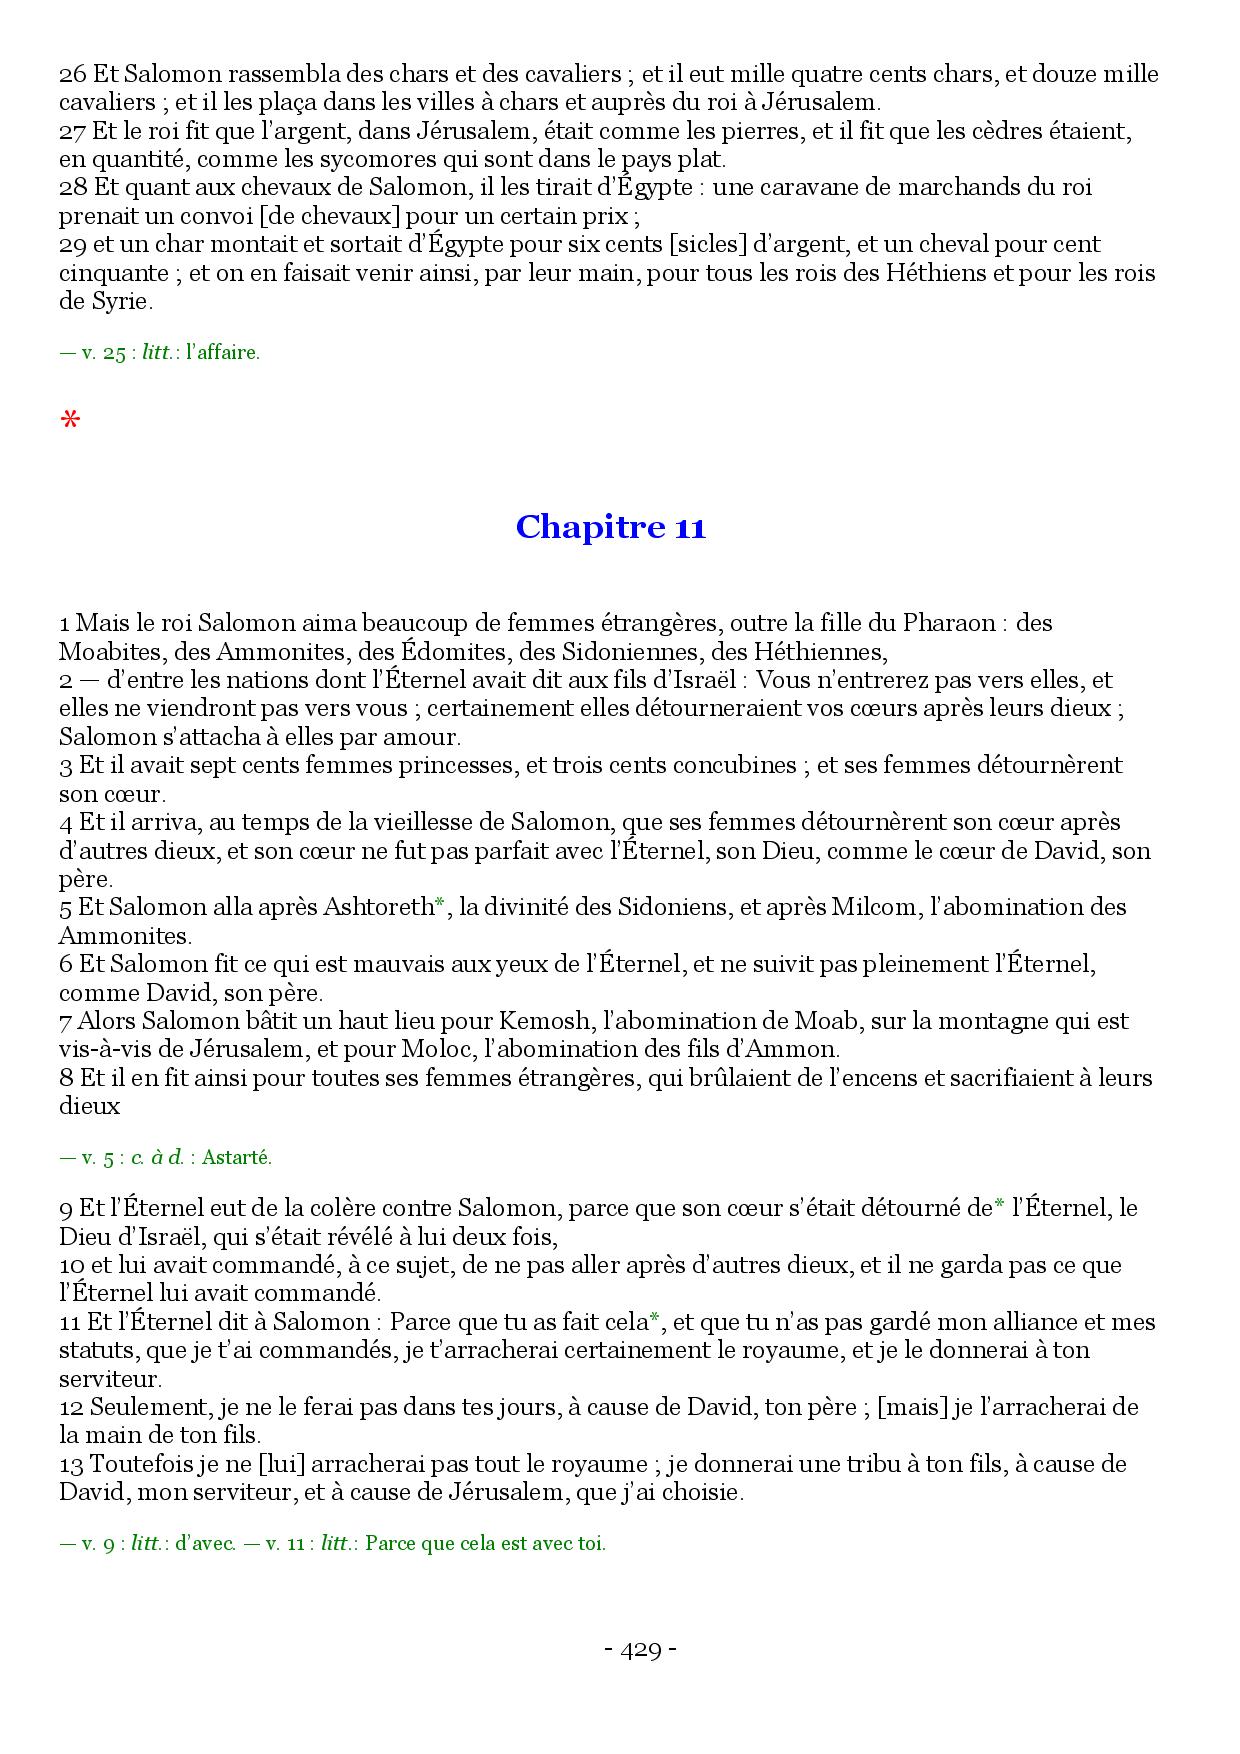 26 Et Salomon rassembla des chars et des cavaliers ; et il eut mille quatre cents chars, et douze mille
cavaliers ; et il les plaça dans les villes à chars et auprès du roi à Jérusalem.
27 Et le roi fit que l’argent, dans Jérusalem, était comme les pierres, et il fit que les cèdres étaient,
en quantité, comme les sycomores qui sont dans le pays plat.
28 Et quant aux chevaux de Salomon, il les tirait d’Égypte : une caravane de marchands du roi
prenait un convoi [de chevaux] pour un certain prix ;
29 et un char montait et sortait d’Égypte pour six cents [sicles] d’argent, et un cheval pour cent
cinquante ; et on en faisait venir ainsi, par leur main, pour tous les rois des Héthiens et pour les rois
de Syrie.
— v. 25 : litt.: l’affaire.
*
Chapitre 11
1 Mais le roi Salomon aima beaucoup de femmes étrangères, outre la fille du Pharaon : des
Moabites, des Ammonites, des Édomites, des Sidoniennes, des Héthiennes,
2 — d’entre les nations dont l’Éternel avait dit aux fils d’Israël : Vous n’entrerez pas vers elles, et
elles ne viendront pas vers vous ; certainement elles détourneraient vos cœurs après leurs dieux ;
Salomon s’attacha à elles par amour.
3 Et il avait sept cents femmes princesses, et trois cents concubines ; et ses femmes détournèrent
son cœur.
4 Et il arriva, au temps de la vieillesse de Salomon, que ses femmes détournèrent son cœur après
d’autres dieux, et son cœur ne fut pas parfait avec l’Éternel, son Dieu, comme le cœur de David, son
père.
5 Et Salomon alla après Ashtoreth*, la divinité des Sidoniens, et après Milcom, l’abomination des
Ammonites.
6 Et Salomon fit ce qui est mauvais aux yeux de l’Éternel, et ne suivit pas pleinement l’Éternel,
comme David, son père.
7 Alors Salomon bâtit un haut lieu pour Kemosh, l’abomination de Moab, sur la montagne qui est
vis-à-vis de Jérusalem, et pour Moloc, l’abomination des fils d’Ammon.
8 Et il en fit ainsi pour toutes ses femmes étrangères, qui brûlaient de l’encens et sacrifiaient à leurs
dieux
— v. 5 : c. à d. : Astarté.
9 Et l’Éternel eut de la colère contre Salomon, parce que son cœur s’était détourné de* l’Éternel, le
Dieu d’Israël, qui s’était révélé à lui deux fois,
10 et lui avait commandé, à ce sujet, de ne pas aller après d’autres dieux, et il ne garda pas ce que
l’Éternel lui avait commandé.
11 Et l’Éternel dit à Salomon : Parce que tu as fait cela*, et que tu n’as pas gardé mon alliance et mes
statuts, que je t’ai commandés, je t’arracherai certainement le royaume, et je le donnerai à ton
serviteur.
12 Seulement, je ne le ferai pas dans tes jours, à cause de David, ton père ; [mais] je l’arracherai de
la main de ton fils.
13 Toutefois je ne [lui] arracherai pas tout le royaume ; je donnerai une tribu à ton fils, à cause de
David, mon serviteur, et à cause de Jérusalem, que j’ai choisie.
— v. 9 : litt.: d’avec. — v. 11 : litt.: Parce que cela est avec toi.
- 429 -